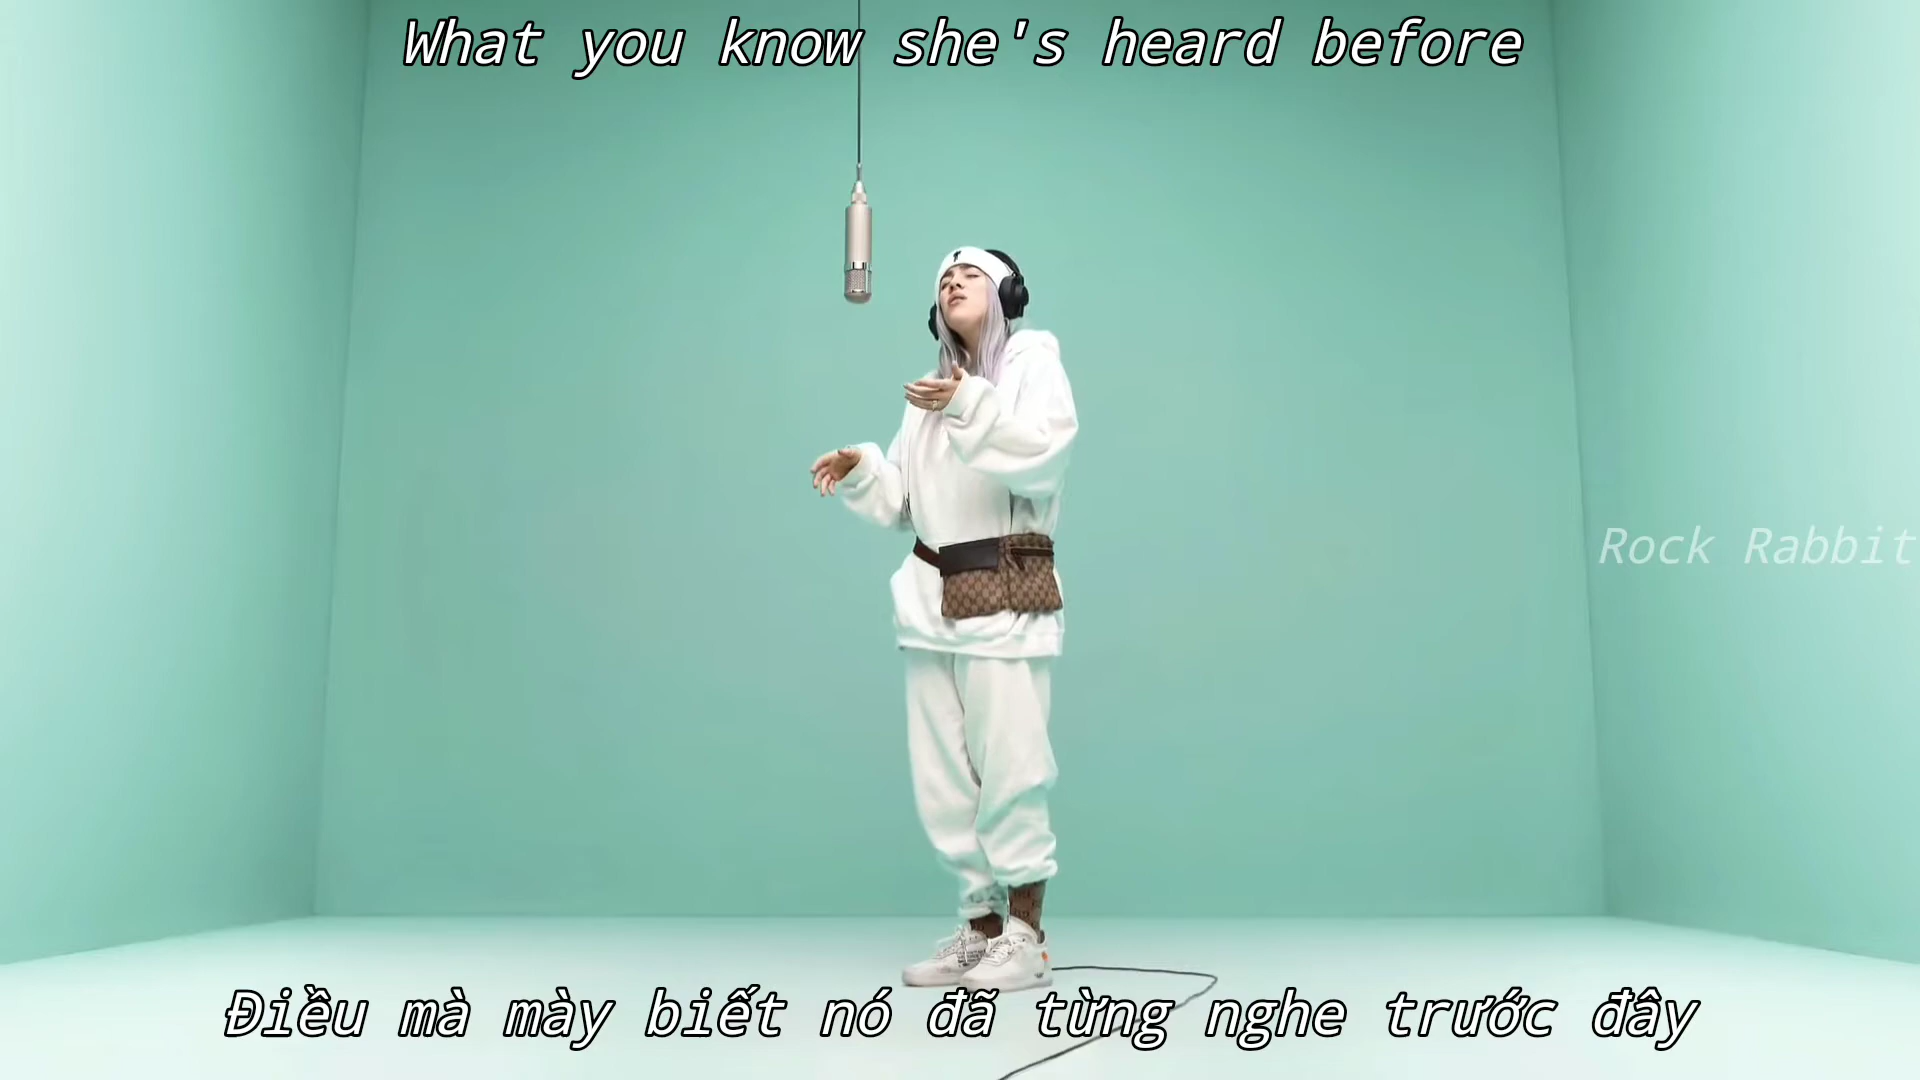 What you know she's heard before
Rock Rabbit
Điều mà mày biết nó đã từng nghe trước đây